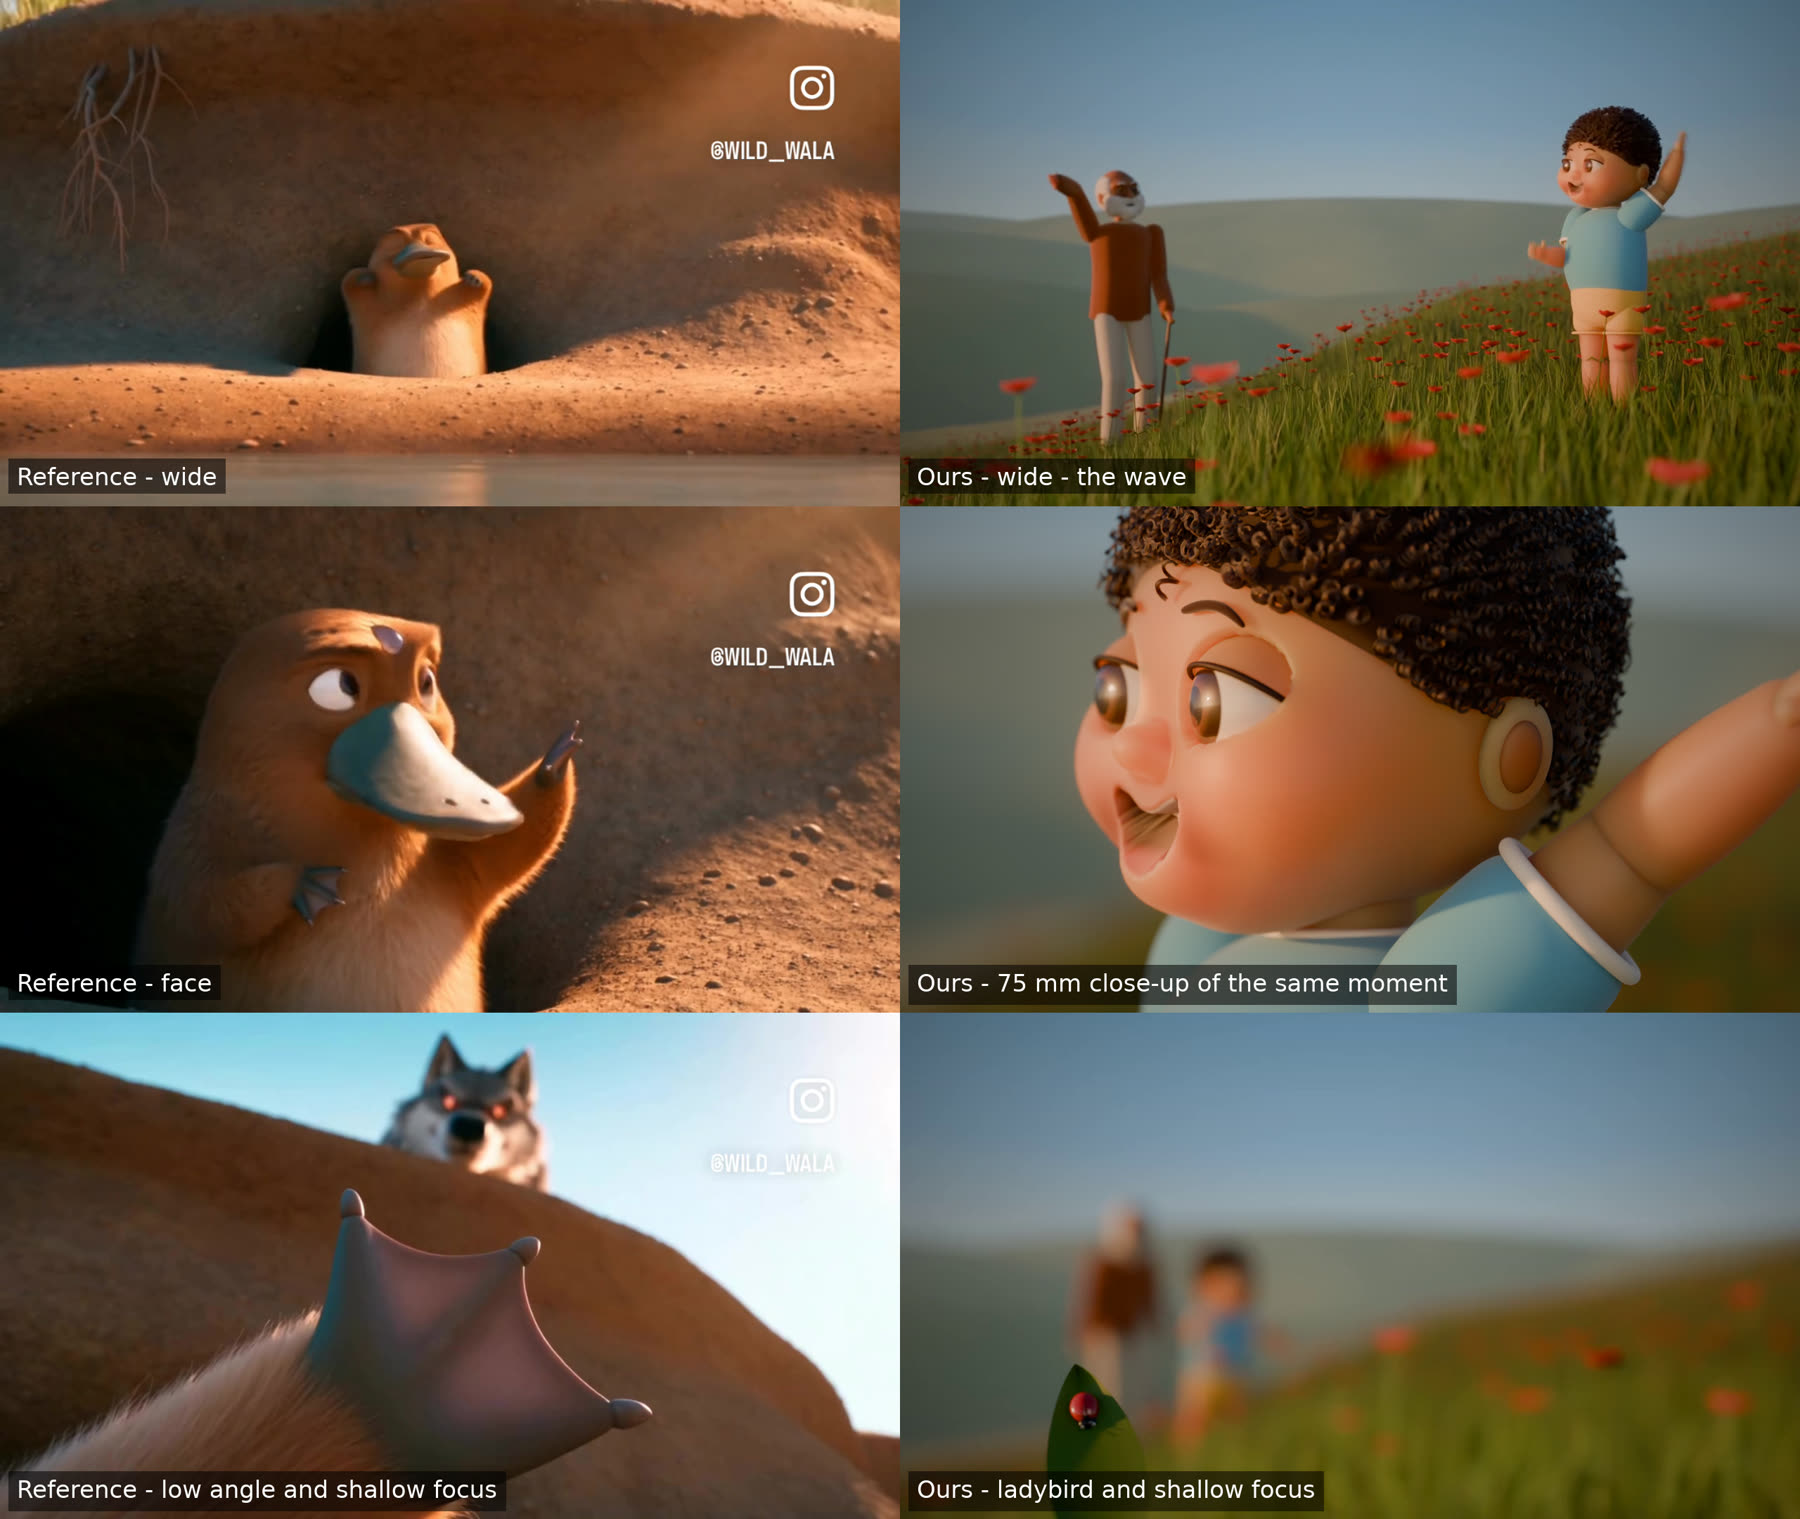 @WILD_WALA
Reference - wide
Ours - wide - the wave
@WILD_WALA
Reference - face
Ours - 75 mm close-up of the same moment
@WILD_WALA
Reference - low angle and shallow focus
Ours - ladybird and shallow focus